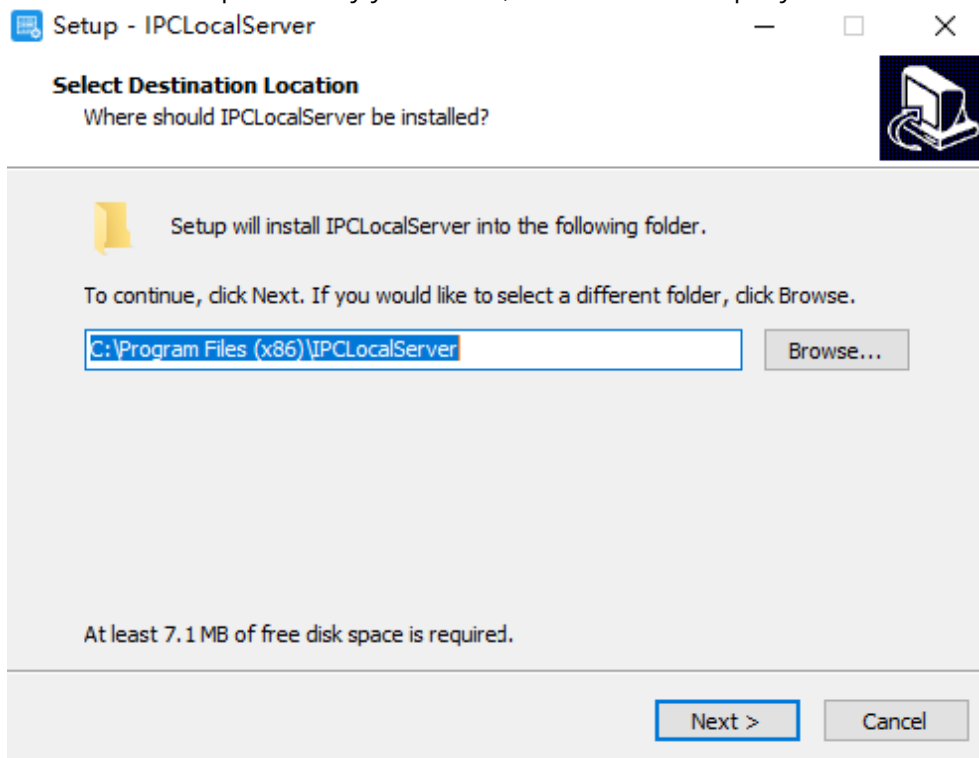 Setup - IPCLocalServer
Select Destination Location
Where should IPCLocalServer be installed?
Setup will install IPCLocalServer into the following folder.
To continue, click Next. If you would like to select a different folder, click Browse.
C:\Program Files (x86)\IPCLocalServer
Browse...
At least 7.1 MB of free disk space is required.
Next >
Cancel